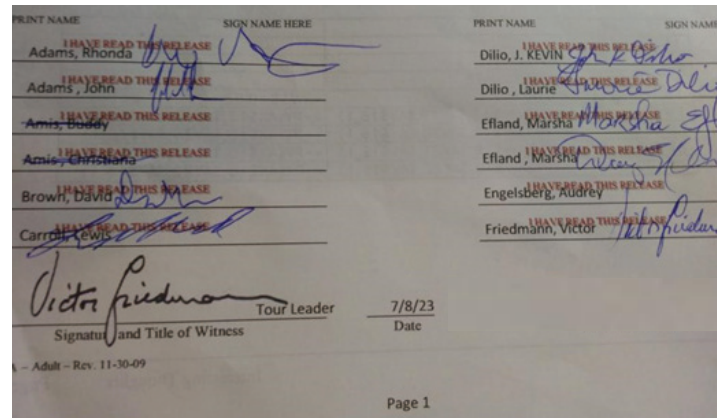 PRINT NAME SIGN NAME HERE
I HAVE READ THIS RELEASE
Adams, Rhonda
I HAVE READ THIS RELEASE
Adams , John
I HAVE READ THIS RELEASE
Amis, Buddy
I HAVE READ THIS RELEASE
Amis, Christiana
I HAVE READ THIS RELEASE
Brown, David
I HAVE READ THIS RELEASE
Carroll, Lewis
PRINT NAME SIGN NAME
I HAVE READ THIS RELEASE
Dilio, J. KEVIN
I HAVE READ THIS RELEASE
Dilio , Laurie Laurie Dilio
I HAVE READ THIS RELEASE
Efland, Marsha Marsha Efl
I HAVE READ THIS RELEASE
Efland , Marsha
I HAVE READ THIS RELEASE
Engelsberg, Audrey
I HAVE READ THIS RELEASE
Friedmann, Victor
Victor Friedman Tour Leader 7/8/23
Signature and Title of Witness Date
– Adult – Rev. 11-30-09
Page 1